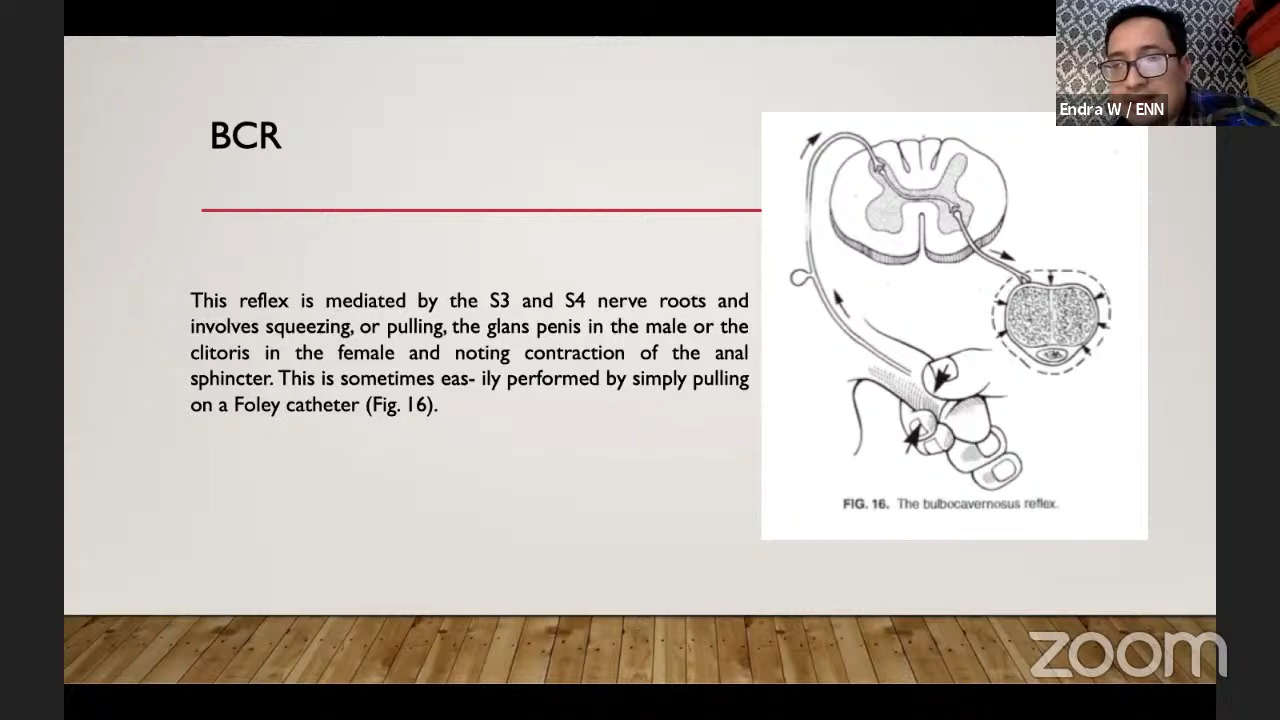 Endra W / ENN
BCR
This reflex is mediated by the S3 and S4 nerve roots and
involves squeezing, or pulling, the glans penis in the male or the
clitoris in the female and noting contraction of the anal
sphincter. This is sometimes eas- ily performed by simply pulling
on a Foley catheter (Fig. 16).
FIG. 16. The bulbocavernosus reflex.
zoom